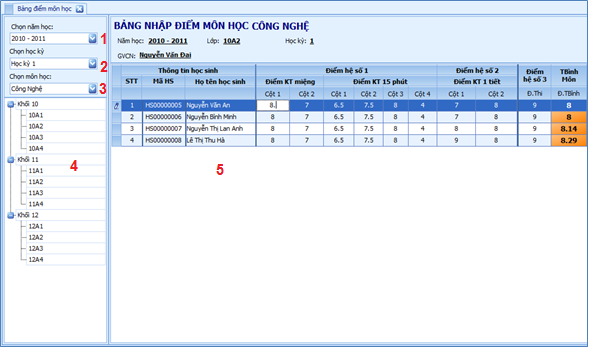 Bảng điểm môn học
Chọn năm học:
2010 - 2011
1
Chọn học kỳ
Học kỳ 1
2
Chọn môn học:
Công Nghệ
3
Khối 10
10A1
10A2
10A3
10A4
Khối 11
11A1
11A2
11A3
11A4
Khối 12
12A1
12A2
12A3
12A4
4
BẢNG NHẬP ĐIỂM MÔN HỌC CÔNG NGHỆ
Năm học: 2010 - 2011 Lớp: 10A2 Học kỳ: 1
GVCN: Nguyễn Văn Đại
Thông tin học sinh Điểm hệ số 1 Điểm hệ số 2 Điểm hệ số 3 TBình Môn
STT Mã HS Họ tên học sinh Điểm KT miệng Điểm KT 15 phút Điểm KT 1 tiết
Cột 1 Cột 2 Cột 1 Cột 2 Cột 3 Cột 4 Cột 1 Cột 2 Đ.Thi Đ.TBình
1 HS00000005 Nguyễn Văn An 8. 7 6.5 7.5 8 4 7 8 9 8
2 HS00000006 Nguyễn Bình Minh 8 7 6.5 7.5 8 4 7 8 9 8
3 HS00000007 Nguyễn Thị Lan Anh 8 7 6.5 7.5 8 4 8 8 9 8.14
4 HS00000008 Lê Thị Thu Hà 8 7 6.5 7.5 8 4 9 8 9 8.29
5